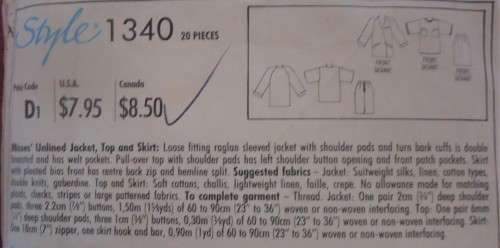 Style 1340 20 PIECES
FRONT
DEVANT
FRONT
DEVANT
FRONT
DEVANT
Code
U.S.A.
Canada
D1
$7.95
$8.50
Misses' Unlined Jacket, Top and Skirt: Loose fitting raglan sleeved jacket with shoulder pads and turn back cuffs is double
breasted and has welt pockets. Pull-over top with shoulder pads has left shoulder button opening and front patch pockets. Skirt
with pleated bias front has centre back zip and hemline split. Suggested fabrics - Jacket: Suitweight silks, linen, cotton types,
double knits, gaberdine. Top and Skirt: Soft cottons, challis, lightweight linen, faille, crepe. No allowance made for matching
plaids, checks, stripes or large patterned fabrics. To complete garment - Thread. Jacket: One pair 2cm (¾") deep shoulder
pads, three 2.2cm (⅞") buttons, 1,50m (1⅝yds) of 60 to 90cm (23" to 36") woven or non-woven interfacing. Top: One pair 6mm
(¼") deep shoulder pads, three 1cm (⅜") buttons, 0,30m (¼yd) of 60 to 90cm (23" to 36") woven or non-woven interfacing. Skirt:
One 18cm (7") zipper, one skirt hook and bar, 0,90m (1yd) of 60 to 90cm (23" to 36") woven or non-woven interfacing.